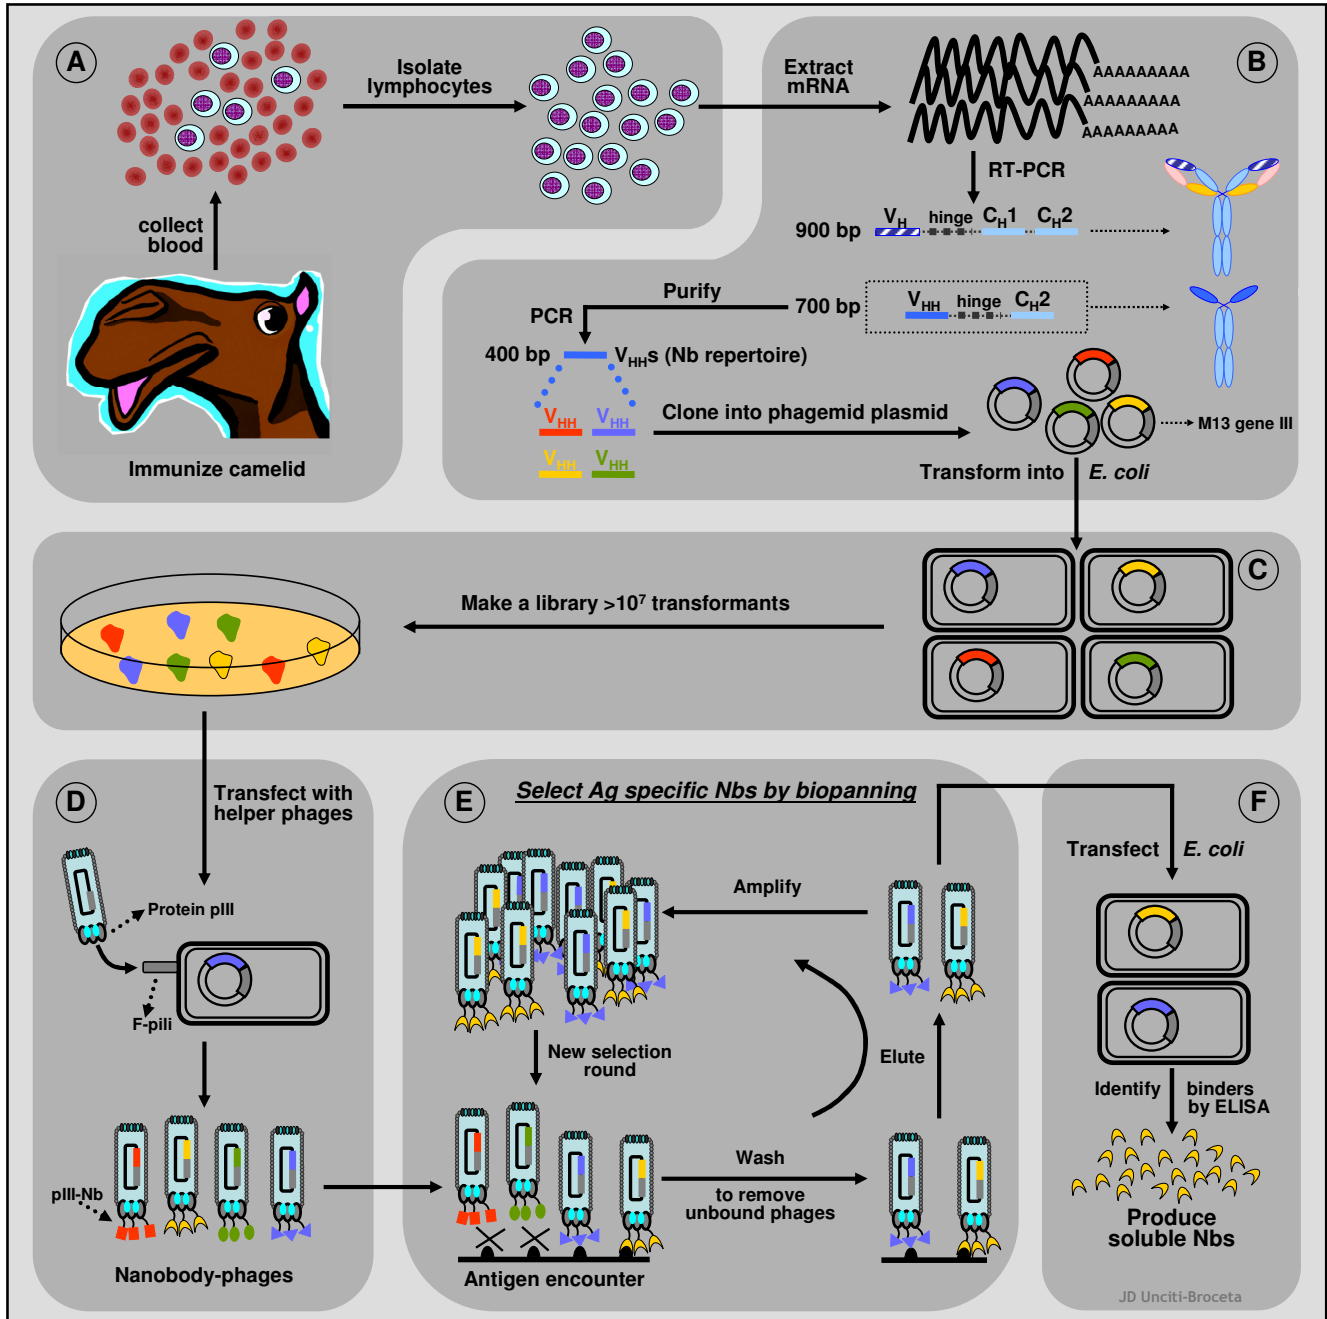 A
Isolate
lymphocytes
collect
blood
Immunize camelid
B
Extract
mRNA
AAAAAAAAA
AAAAAAAAA
AAAAAAAAA
RT-PCR
900 bp
VH hinge CH1 CH2
Purify
700 bp
VHH hinge CH2
PCR
400 bp
VHHs (Nb repertoire)
VHH VHH
VHH VHH
Clone into phagemid plasmid
M13 gene III
Transform into E. coli
C
Make a library >10⁷ transformants
D
Transfect with
helper phages
Protein pIII
F-pili
pIII-Nb
Nanobody-phages
E
Select Ag specific Nbs by biopanning
Amplify
New selection
round
Elute
Wash
to remove
unbound phages
Antigen encounter
F
Transfect E. coli
Identify binders
by ELISA
Produce
soluble Nbs
JD Unciti-Broceta